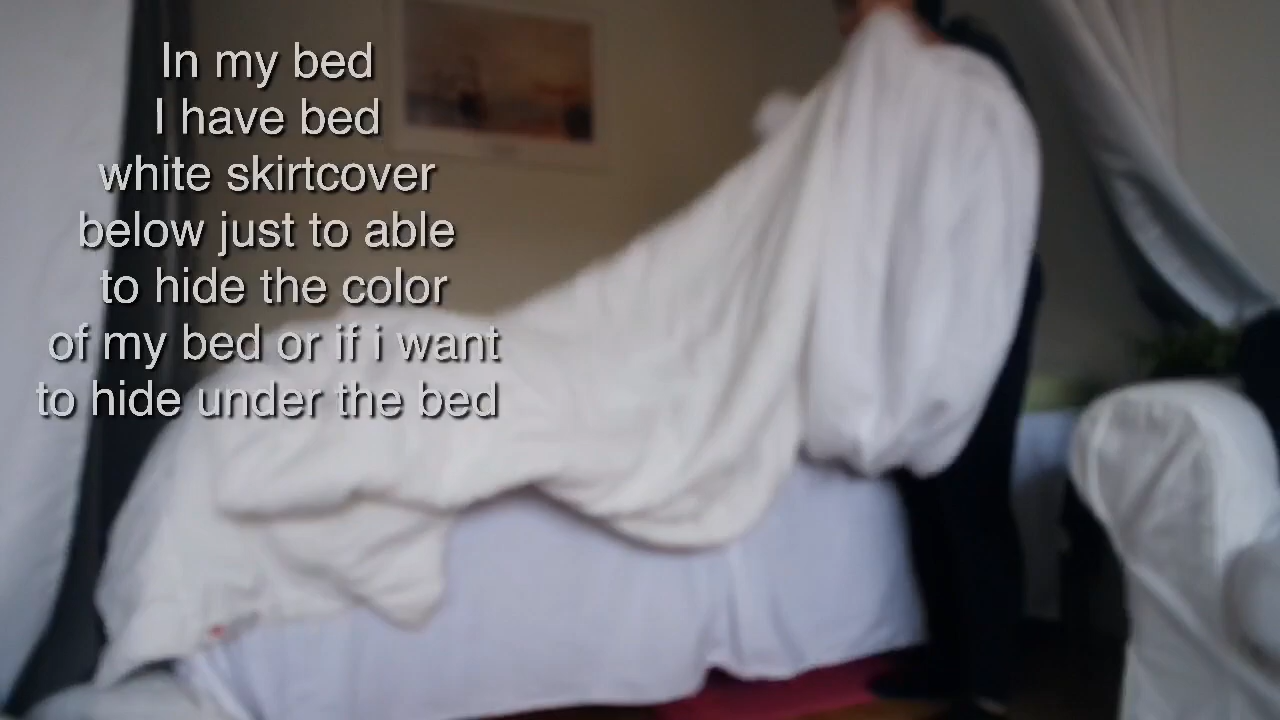 In my bed
I have bed
white skirtcover
below just to able
to hide the color
of my bed or if i want
to hide under the bed